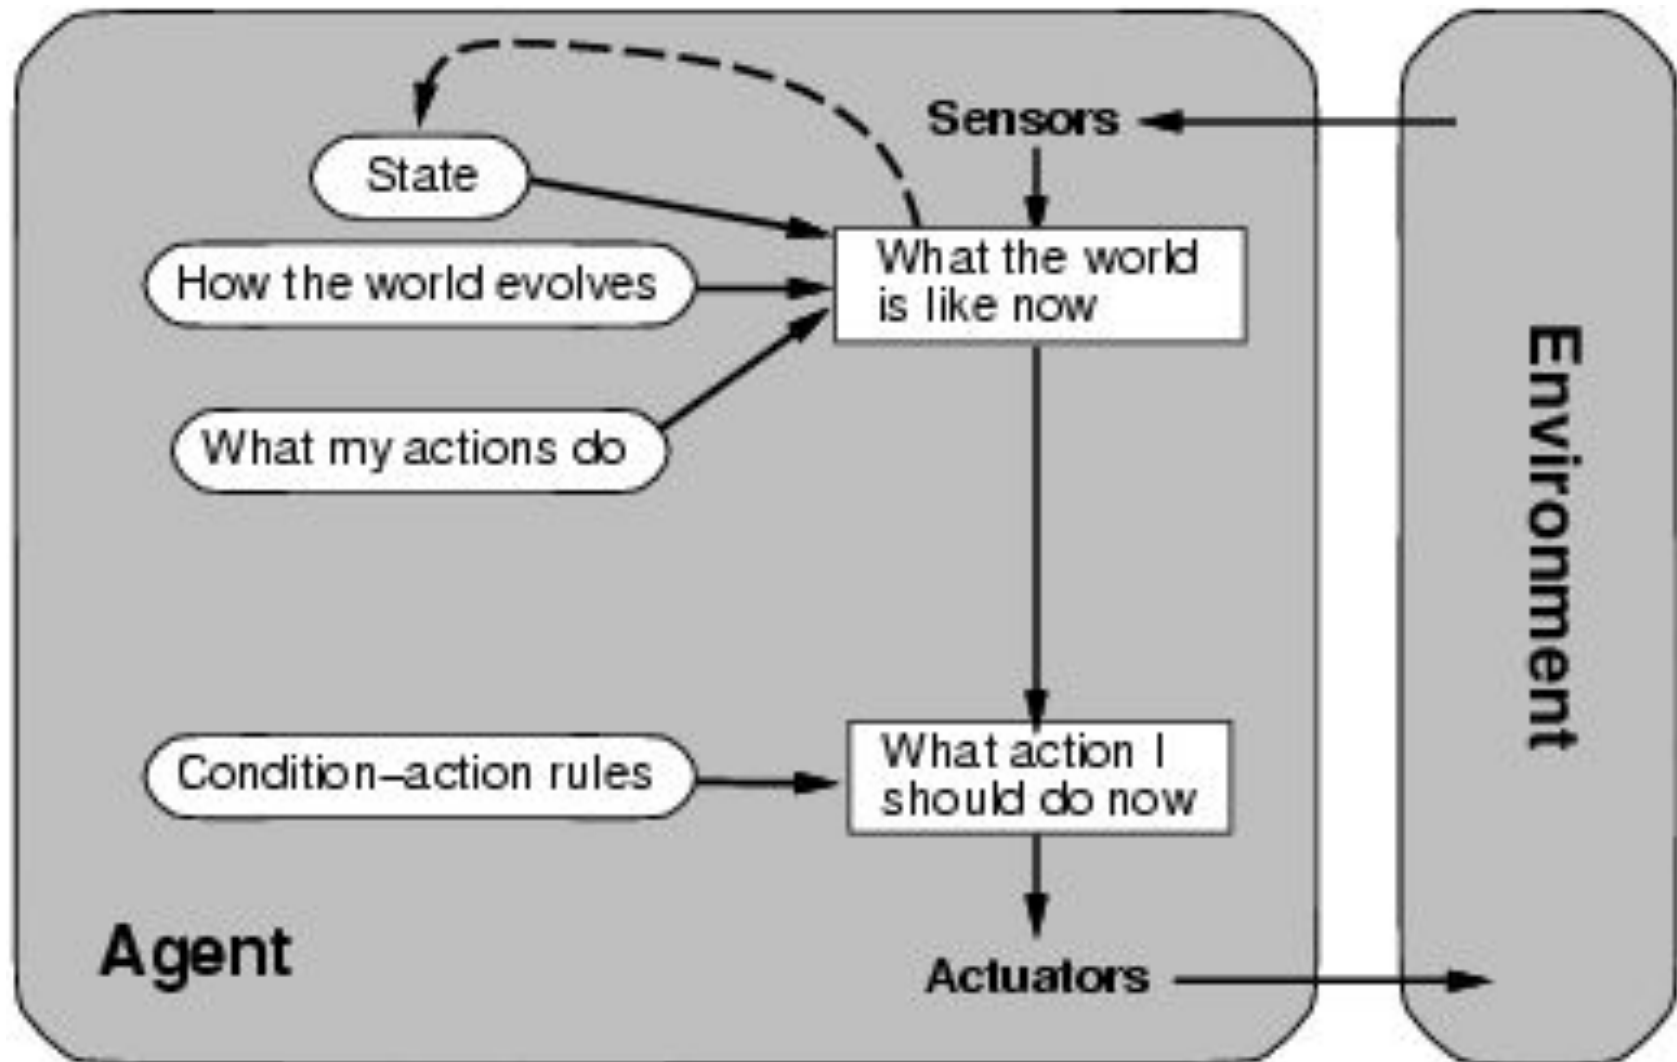 Sensors
State
What the world
is like now
How the world evolves
What my actions do
Environment
Condition–action rules
What action I
should do now
Agent
Actuators